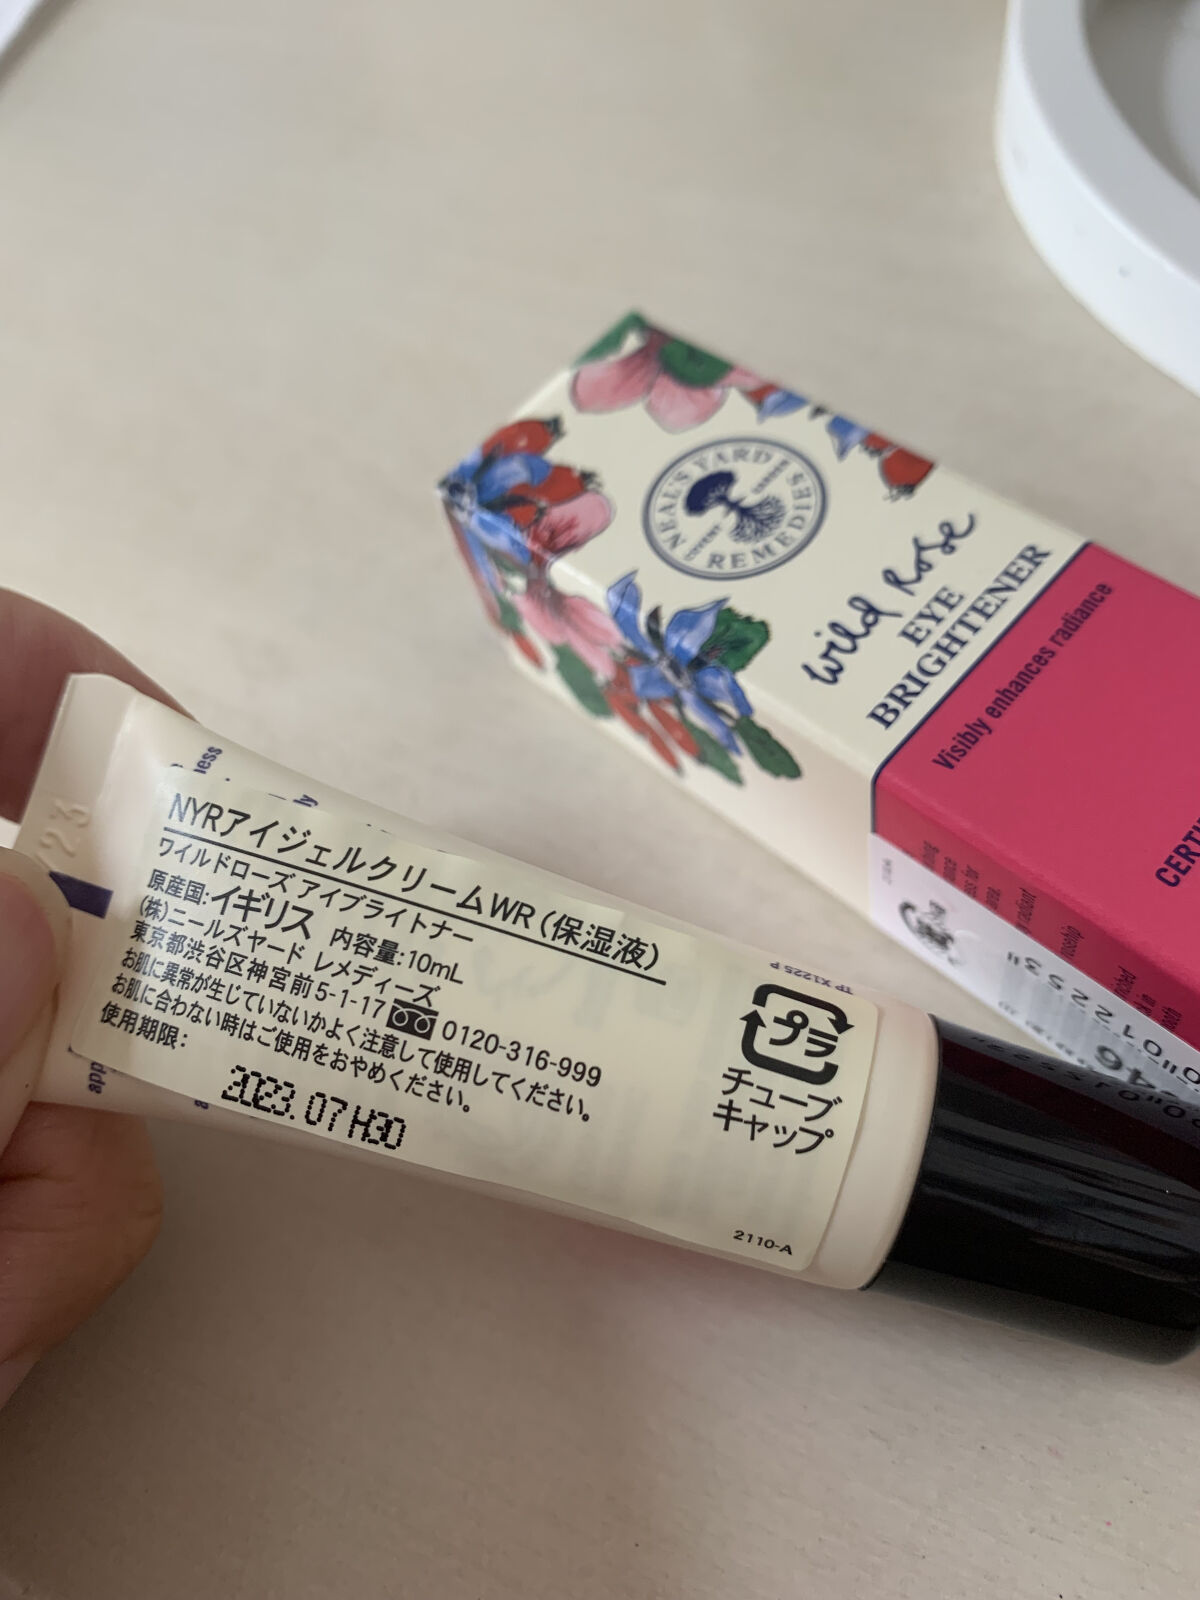 NEAL'S YARD REMEDIES
COVENT GARDEN
wild rose
EYE
BRIGHTENER
Visibly enhances radiance
NYRアイジェルクリームWR(保湿液)
ワイルドローズ アイブライトナー
原産国:イギリス 内容量:10mL
(株)ニールズヤード レメディーズ
東京都渋谷区神宮前5-1-17 0120-316-999
お肌に異常が生じていないかよく注意して使用してください。
お肌に合わない時はご使用をおやめください。
使用期限:
2023.07H30
プラ
チューブ
キャップ
2110-A